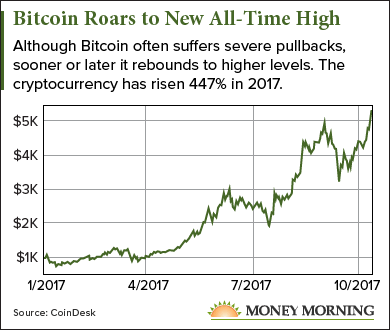 Bitcoin Roars to New All-Time High
Although Bitcoin often suffers severe pullbacks,
sooner or later it rebounds to higher levels. The
cryptocurrency has risen 447% in 2017.
$5K
$4K
$3K
$2K
$1K
1/2017 4/2017 7/2017 10/2017
Source: CoinDesk
MONEY MORNING